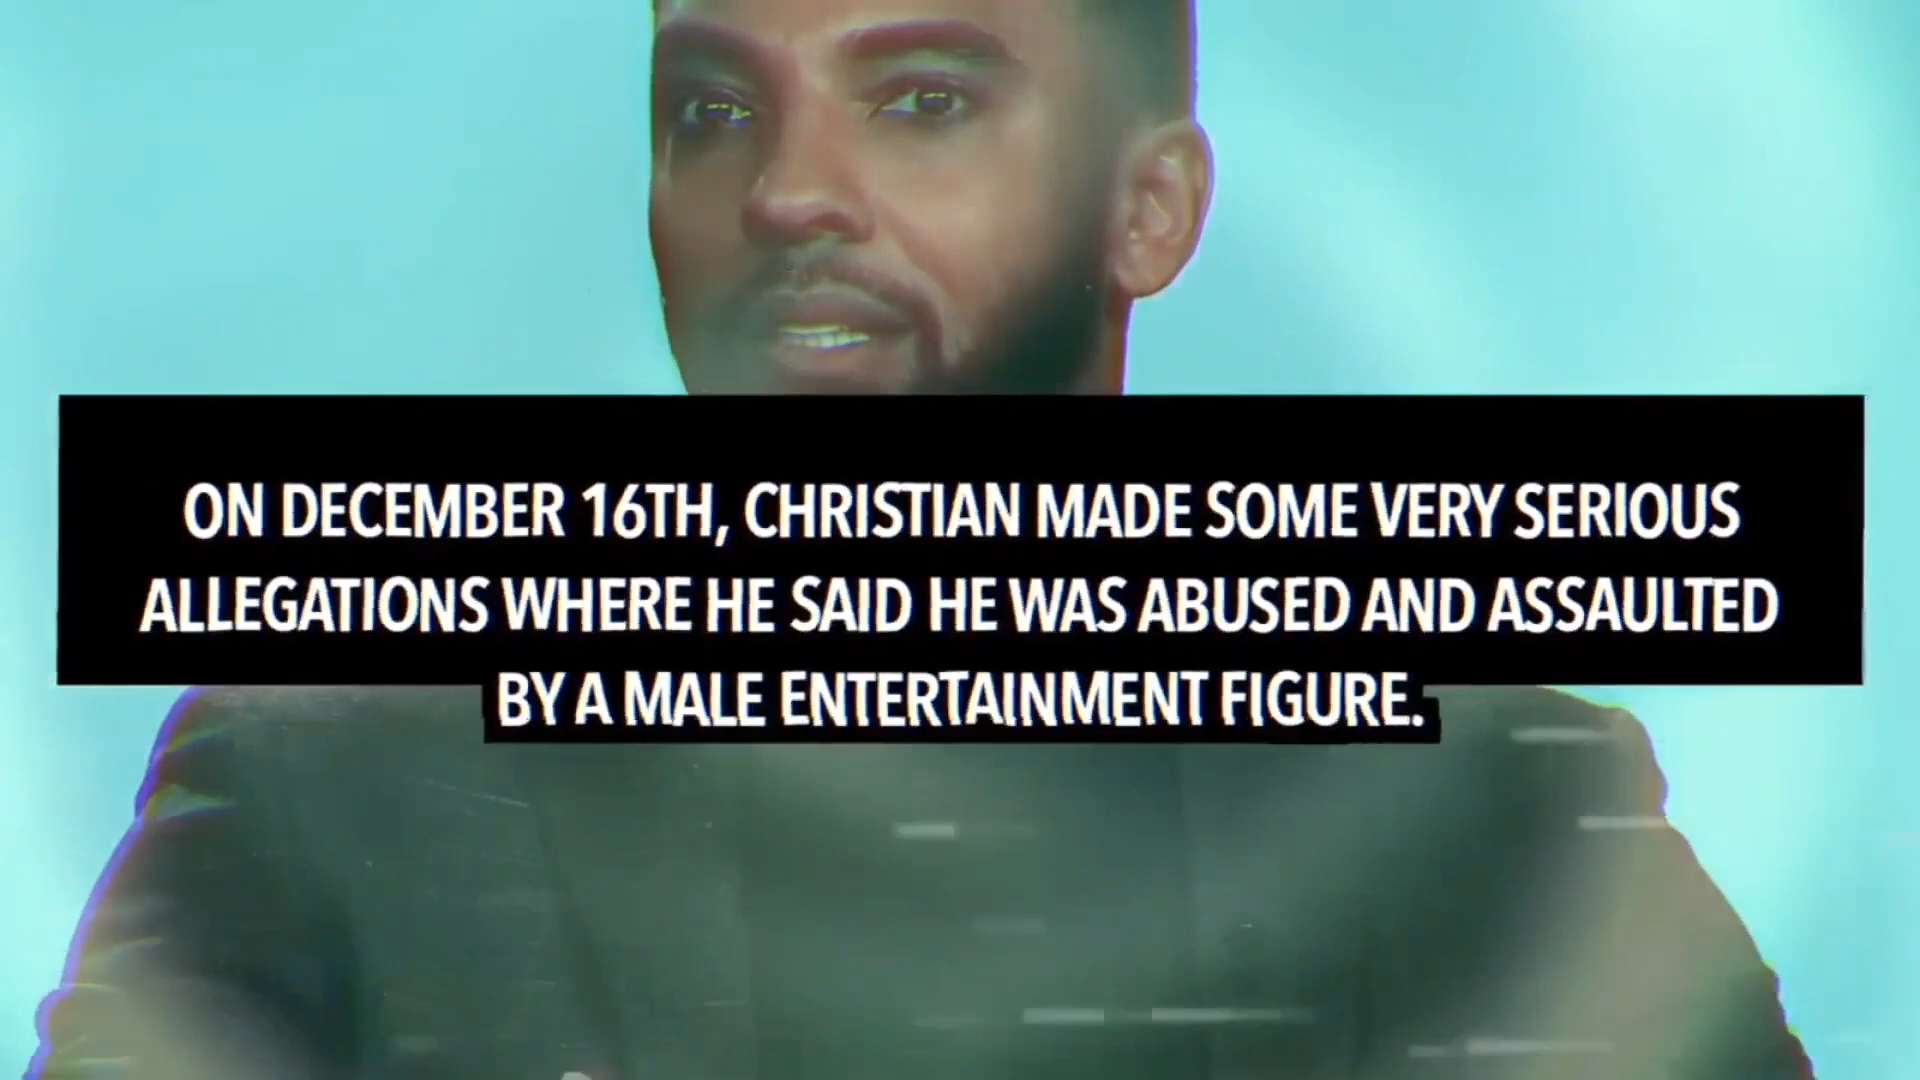 ON DECEMBER 16TH, CHRISTIAN MADE SOME VERY SERIOUS
ALLEGATIONS WHERE HE SAID HE WAS ABUSED AND ASSAULTED
BY A MALE ENTERTAINMENT FIGURE.